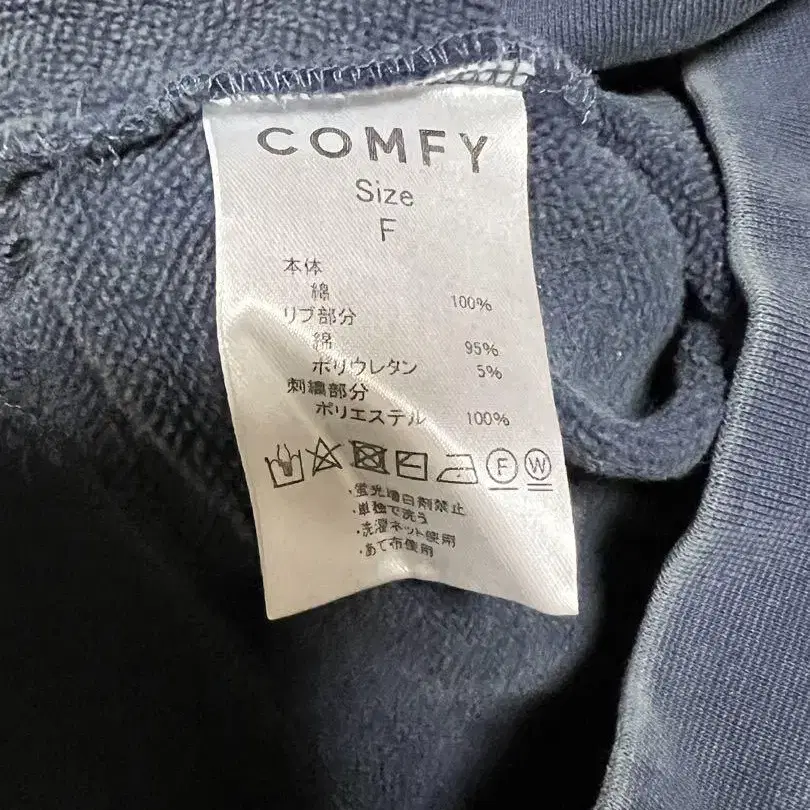 COMFY
Size
F
本体
綿 100%
リブ部分
綿 95%
ポリウレタン 5%
刺繍部分
ポリエステル 100%
F W
・蛍光増白剤禁止
・単独で洗う
・洗濯ネット使用
・あて布使用